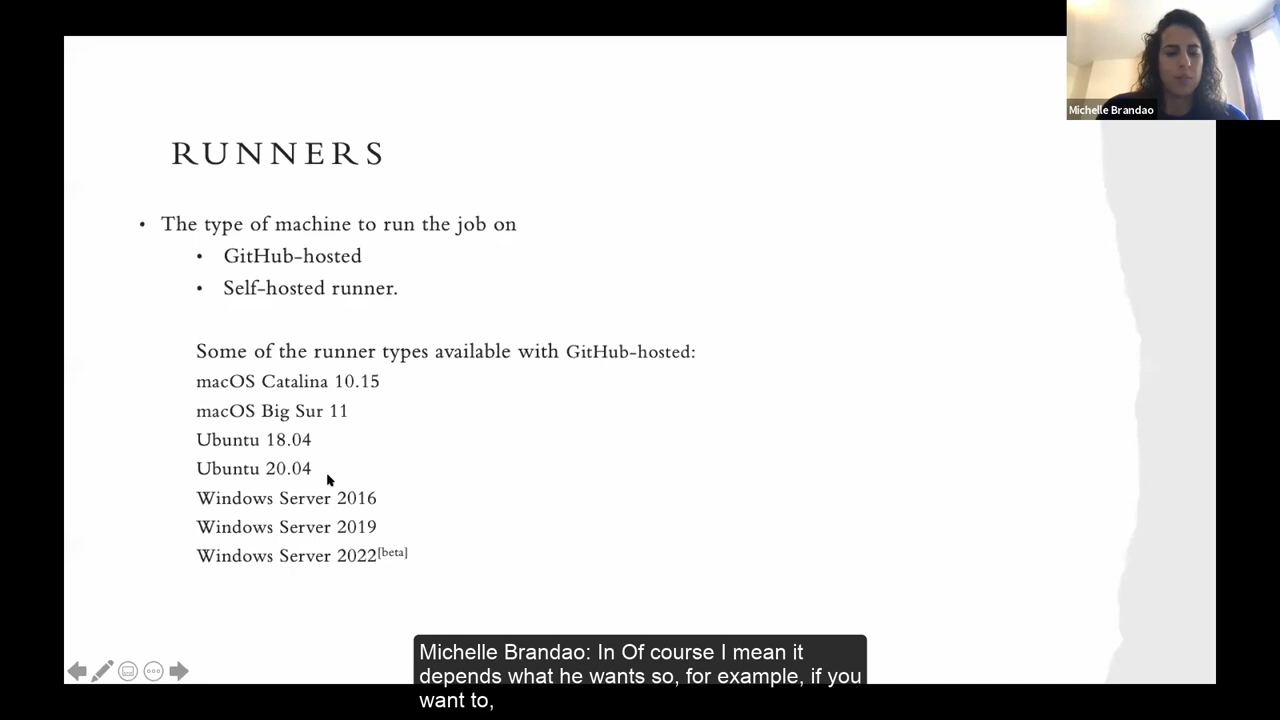 Michelle Brandao
RUNNERS
• The type of machine to run the job on
• GitHub-hosted
• Self-hosted runner.
Some of the runner types available with GitHub-hosted:
macOS Catalina 10.15
macOS Big Sur 11
Ubuntu 18.04
Ubuntu 20.04
Windows Server 2016
Windows Server 2019
Windows Server 2022[beta]
Michelle Brandao: In Of course I mean it
depends what he wants so, for example, if you
want to,